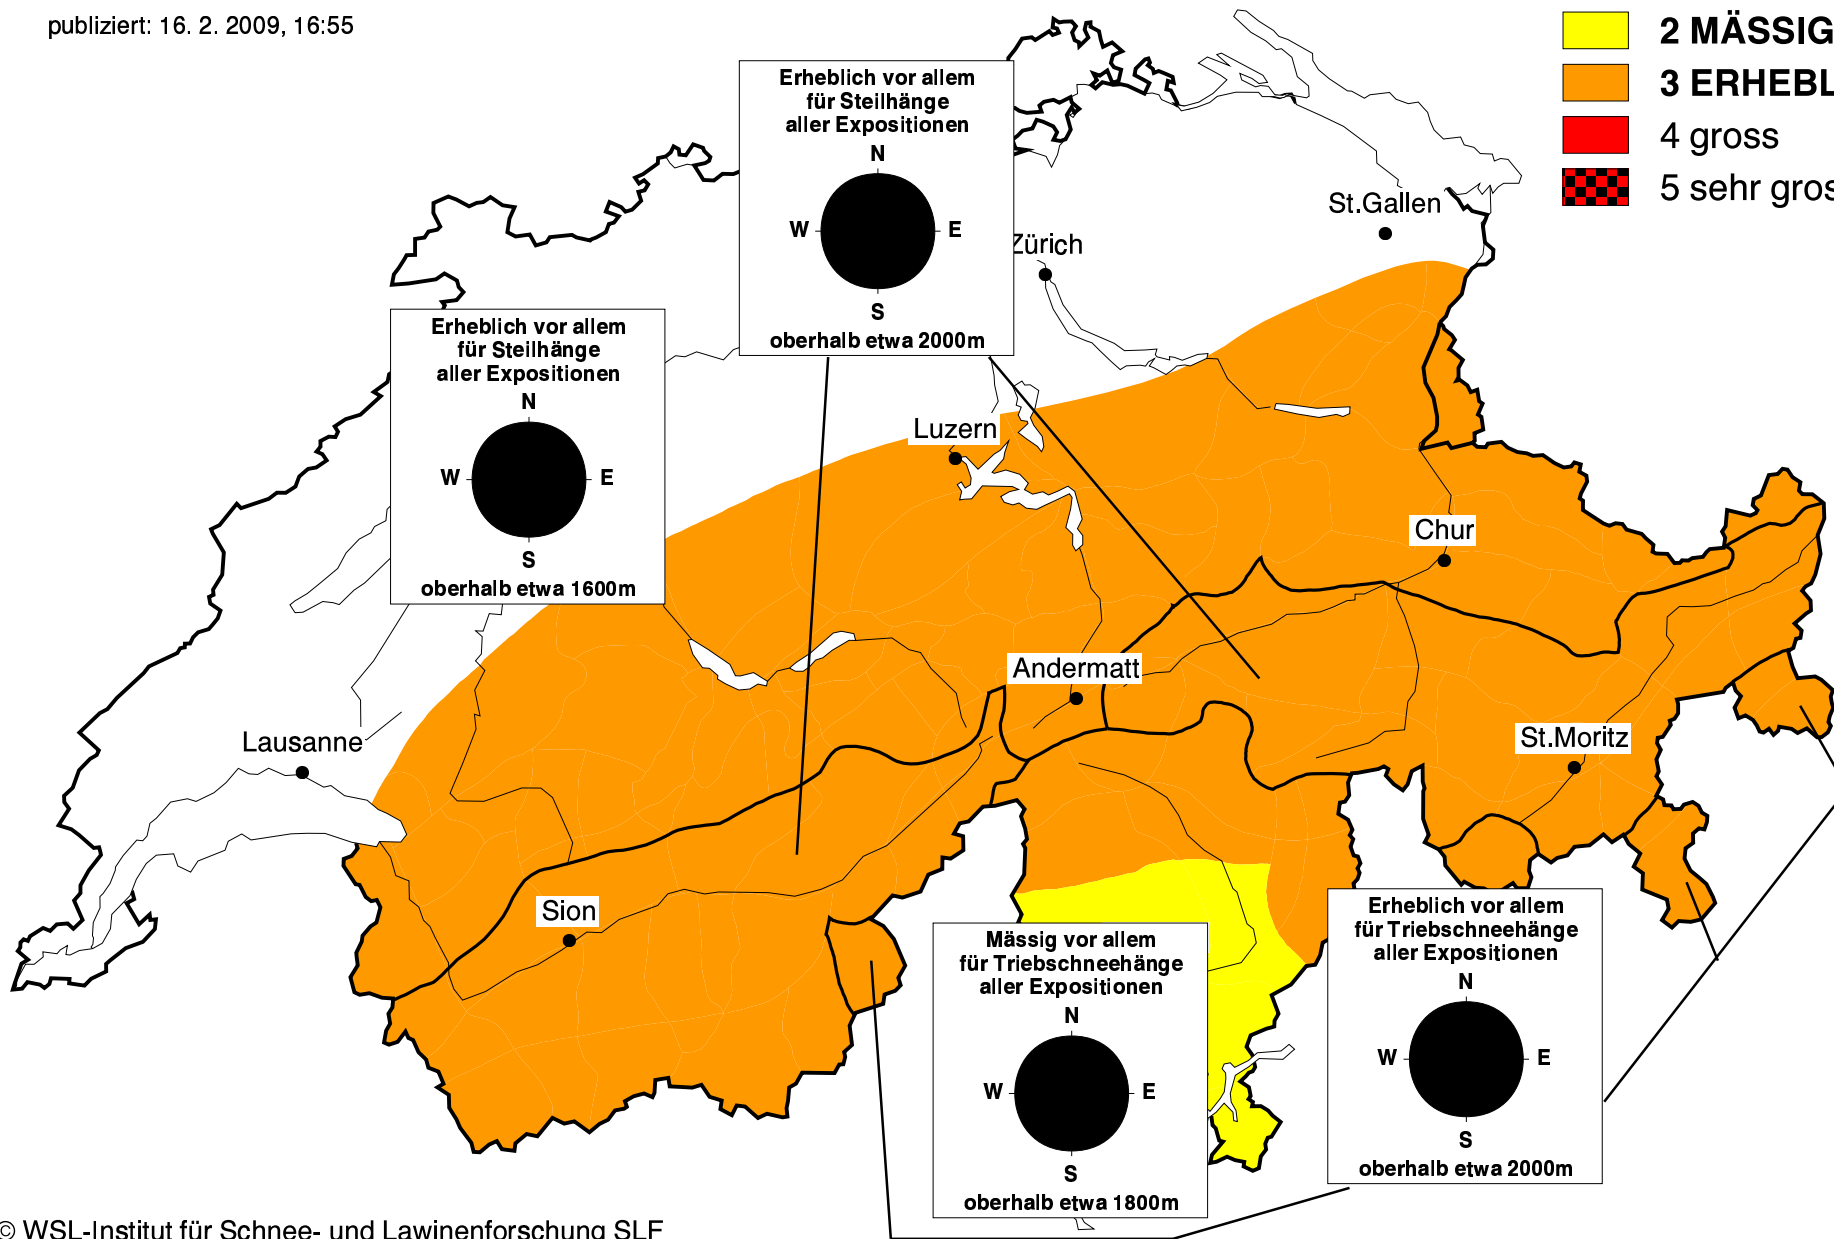 publiziert: 16. 2. 2009, 16:55
2 MÄSSIG
3 ERHEBL
4 gross
5 sehr gros
Erheblich vor allem
für Steilhänge
aller Expositionen
N
W E
S
oberhalb etwa 2000m
St.Gallen
Zürich
Erheblich vor allem
für Steilhänge
aller Expositionen
N
W E
S
oberhalb etwa 1600m
Luzern
Chur
Andermatt
Lausanne
St.Moritz
Sion
Mässig vor allem
für Triebschneehänge
aller Expositionen
N
W E
S
oberhalb etwa 1800m
Erheblich vor allem
für Triebschneehänge
aller Expositionen
N
W E
S
oberhalb etwa 2000m
© WSL-Institut für Schnee- und Lawinenforschung SLF